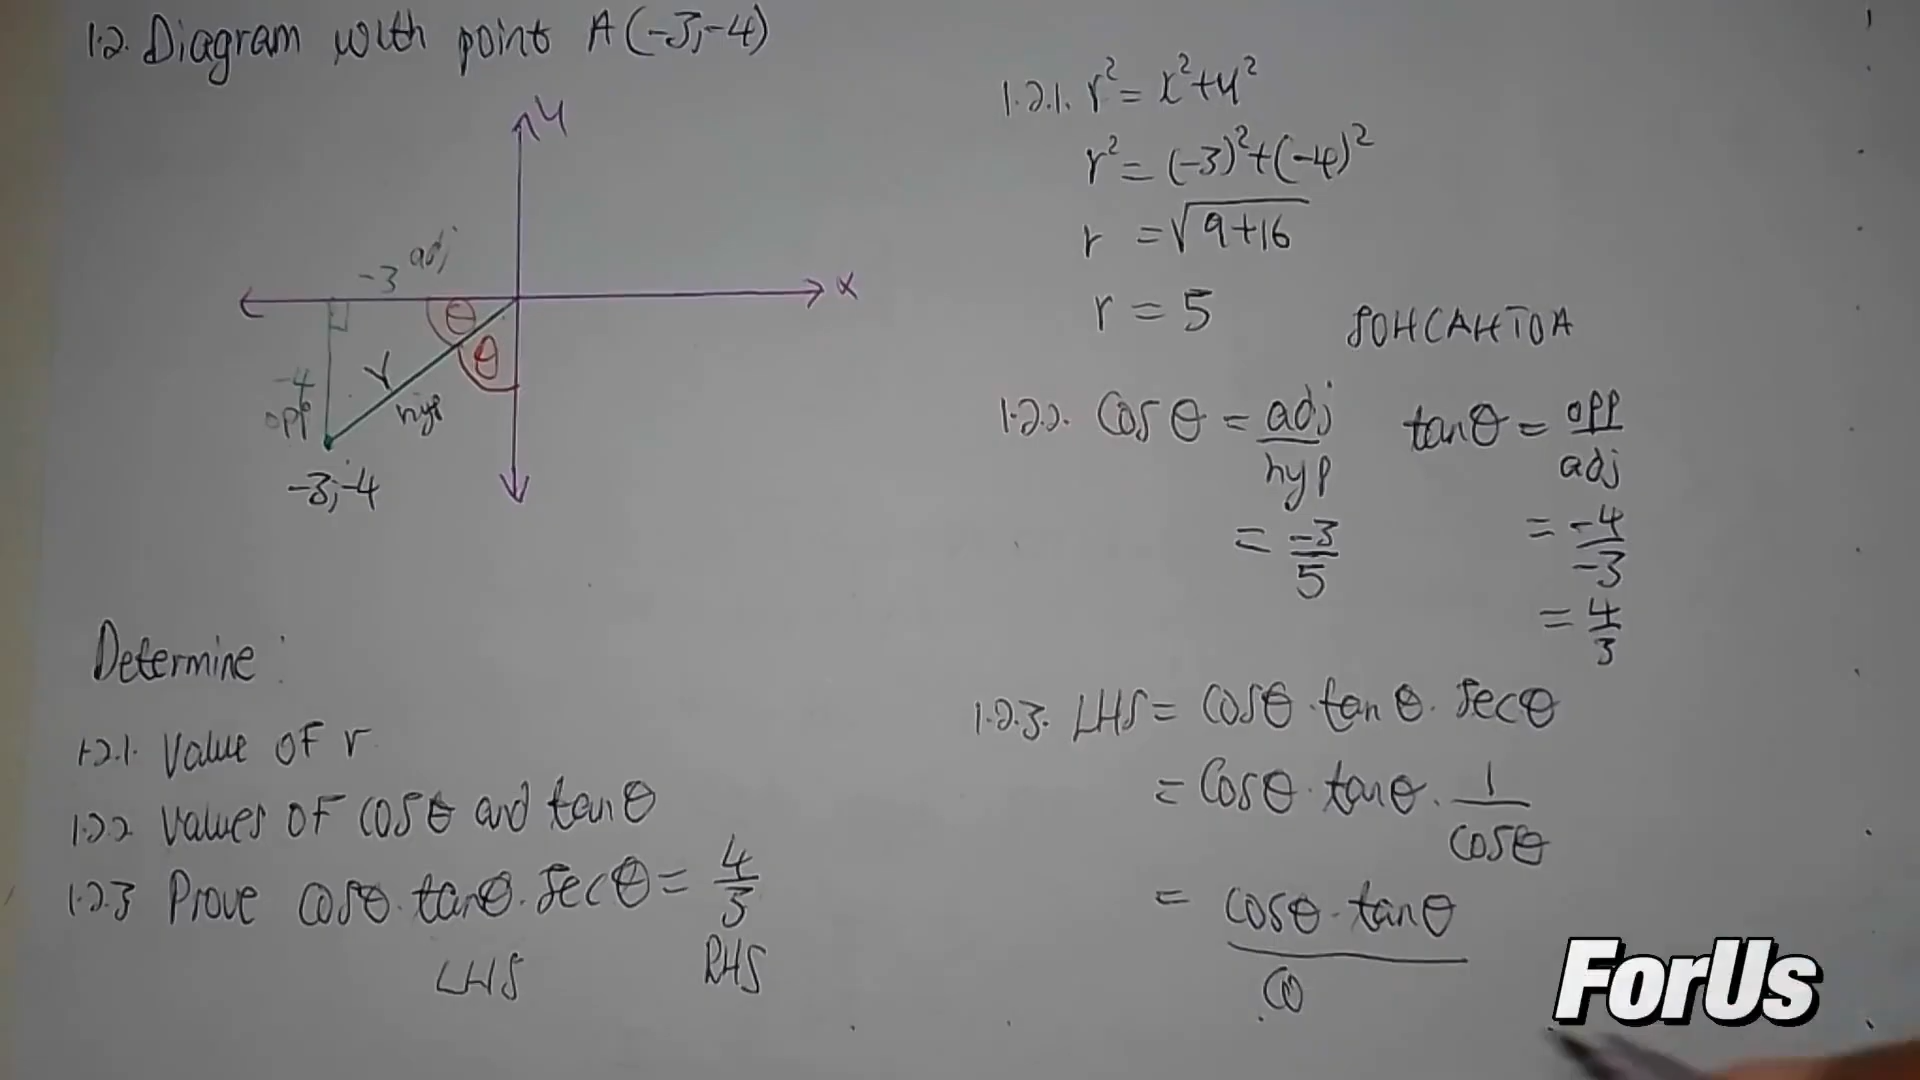 1.2. Diagram with point A(-3;-4)
y
x
-3 adj
θ
θ
-4
opp
r
hyp
-3;-4
Determine:
1.2.1 Value of r
1.2.2 Values of cosθ and tanθ
1.2.3 Prove cosθ.tanθ.secθ = 4/3
LHS RHS
1.2.1. r² = x²+y²
r² = (-3)²+(-4)²
r = √9+16
r = 5
SOHCAHTOA
1.2.2. Cosθ = adj/hyp tanθ = opp/adj
= -3/5 = -4/-3
= 4/3
1.2.3. LHS = cosθ.tanθ.secθ
= cosθ.tanθ. 1/cosθ
= cosθ.tanθ
co
ForUs